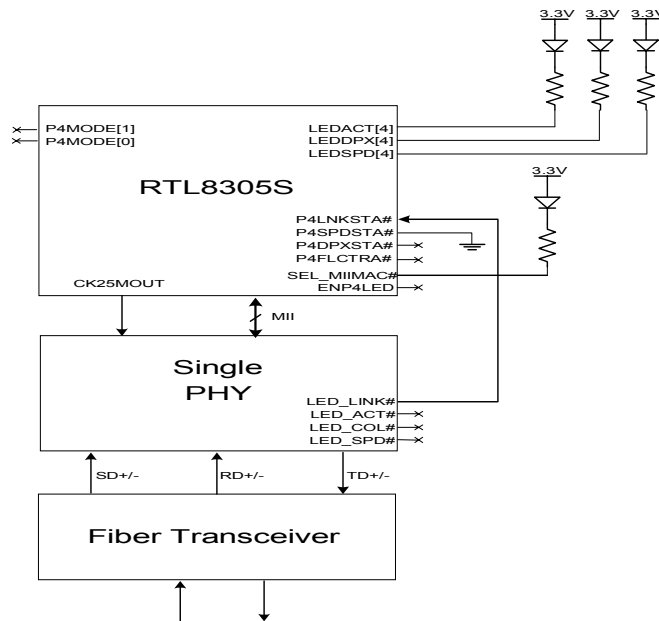 3.3V 3.3V 3.3V
P4MODE[1]
P4MODE[0]
RTL8305S
LEDACT[4]
LEDDPX[4]
LEDSPD[4]
3.3V
P4LNKSTA#
P4SPDSTA#
P4DPXSTA#
P4FLCTRA#
SEL_MIIMAC#
ENP4LED
CK25MOUT
MII
Single
PHY
LED_LINK#
LED_ACT#
LED_COL#
LED_SPD#
SD+/- RD+/- TD+/-
Fiber Transceiver